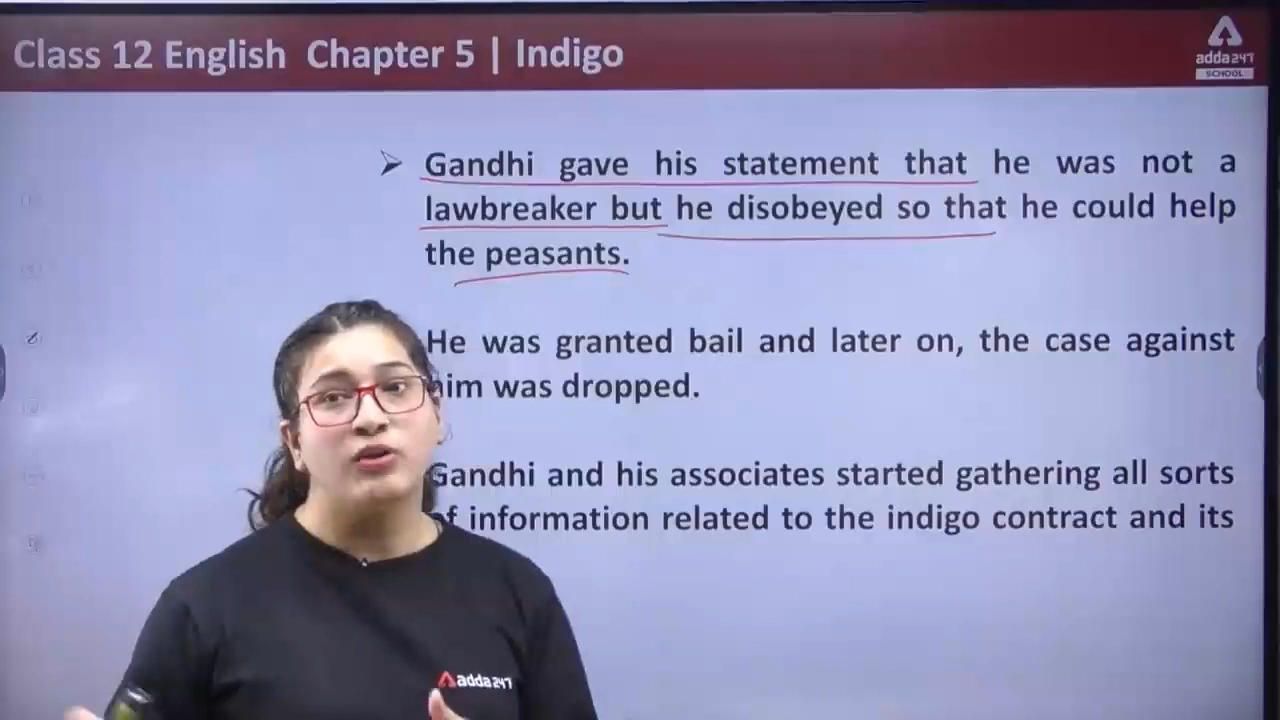 Class 12 English Chapter 5 | Indigo
adda247
SCHOOL
Gandhi gave his statement that he was not a
lawbreaker but he disobeyed so that he could help
the peasants.
He was granted bail and later on, the case against
him was dropped.
Gandhi and his associates started gathering all sorts
of information related to the indigo contract and its
adda247